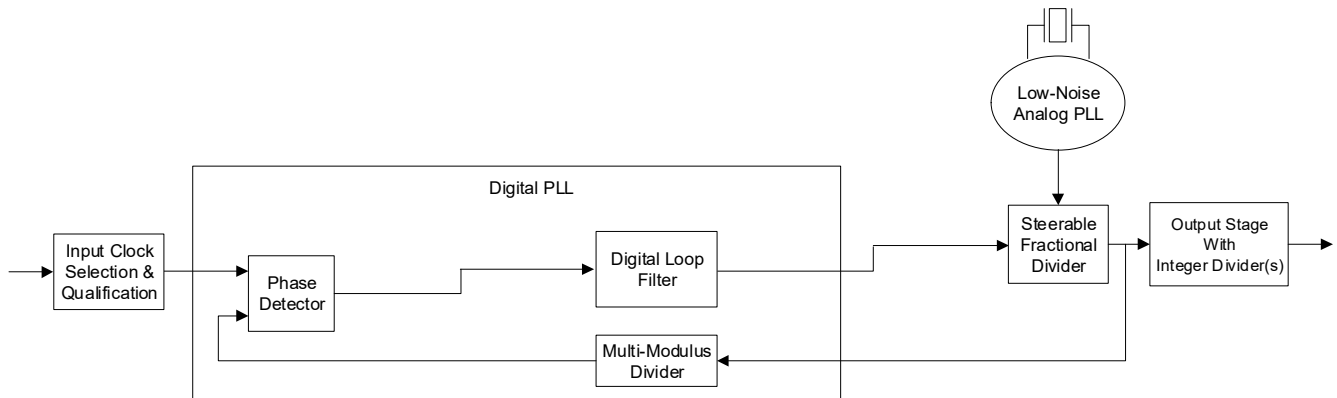 Low-Noise
Analog PLL
Digital PLL
Input Clock
Selection &
Qualification
Phase
Detector
Digital Loop
Filter
Multi-Modulus
Divider
Steerable
Fractional
Divider
Output Stage
With
Integer Divider(s)